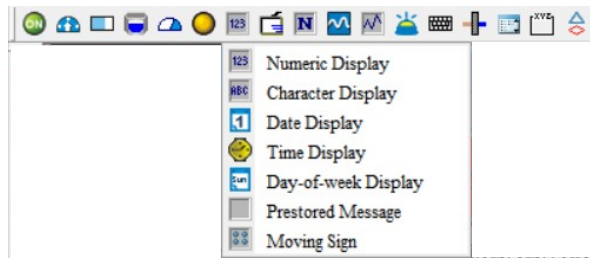 ON 123 N XYZ
123 Numeric Display
ABC Character Display
1 Date Display
Time Display
Sun Day-of-week Display
Prestored Message
Moving Sign